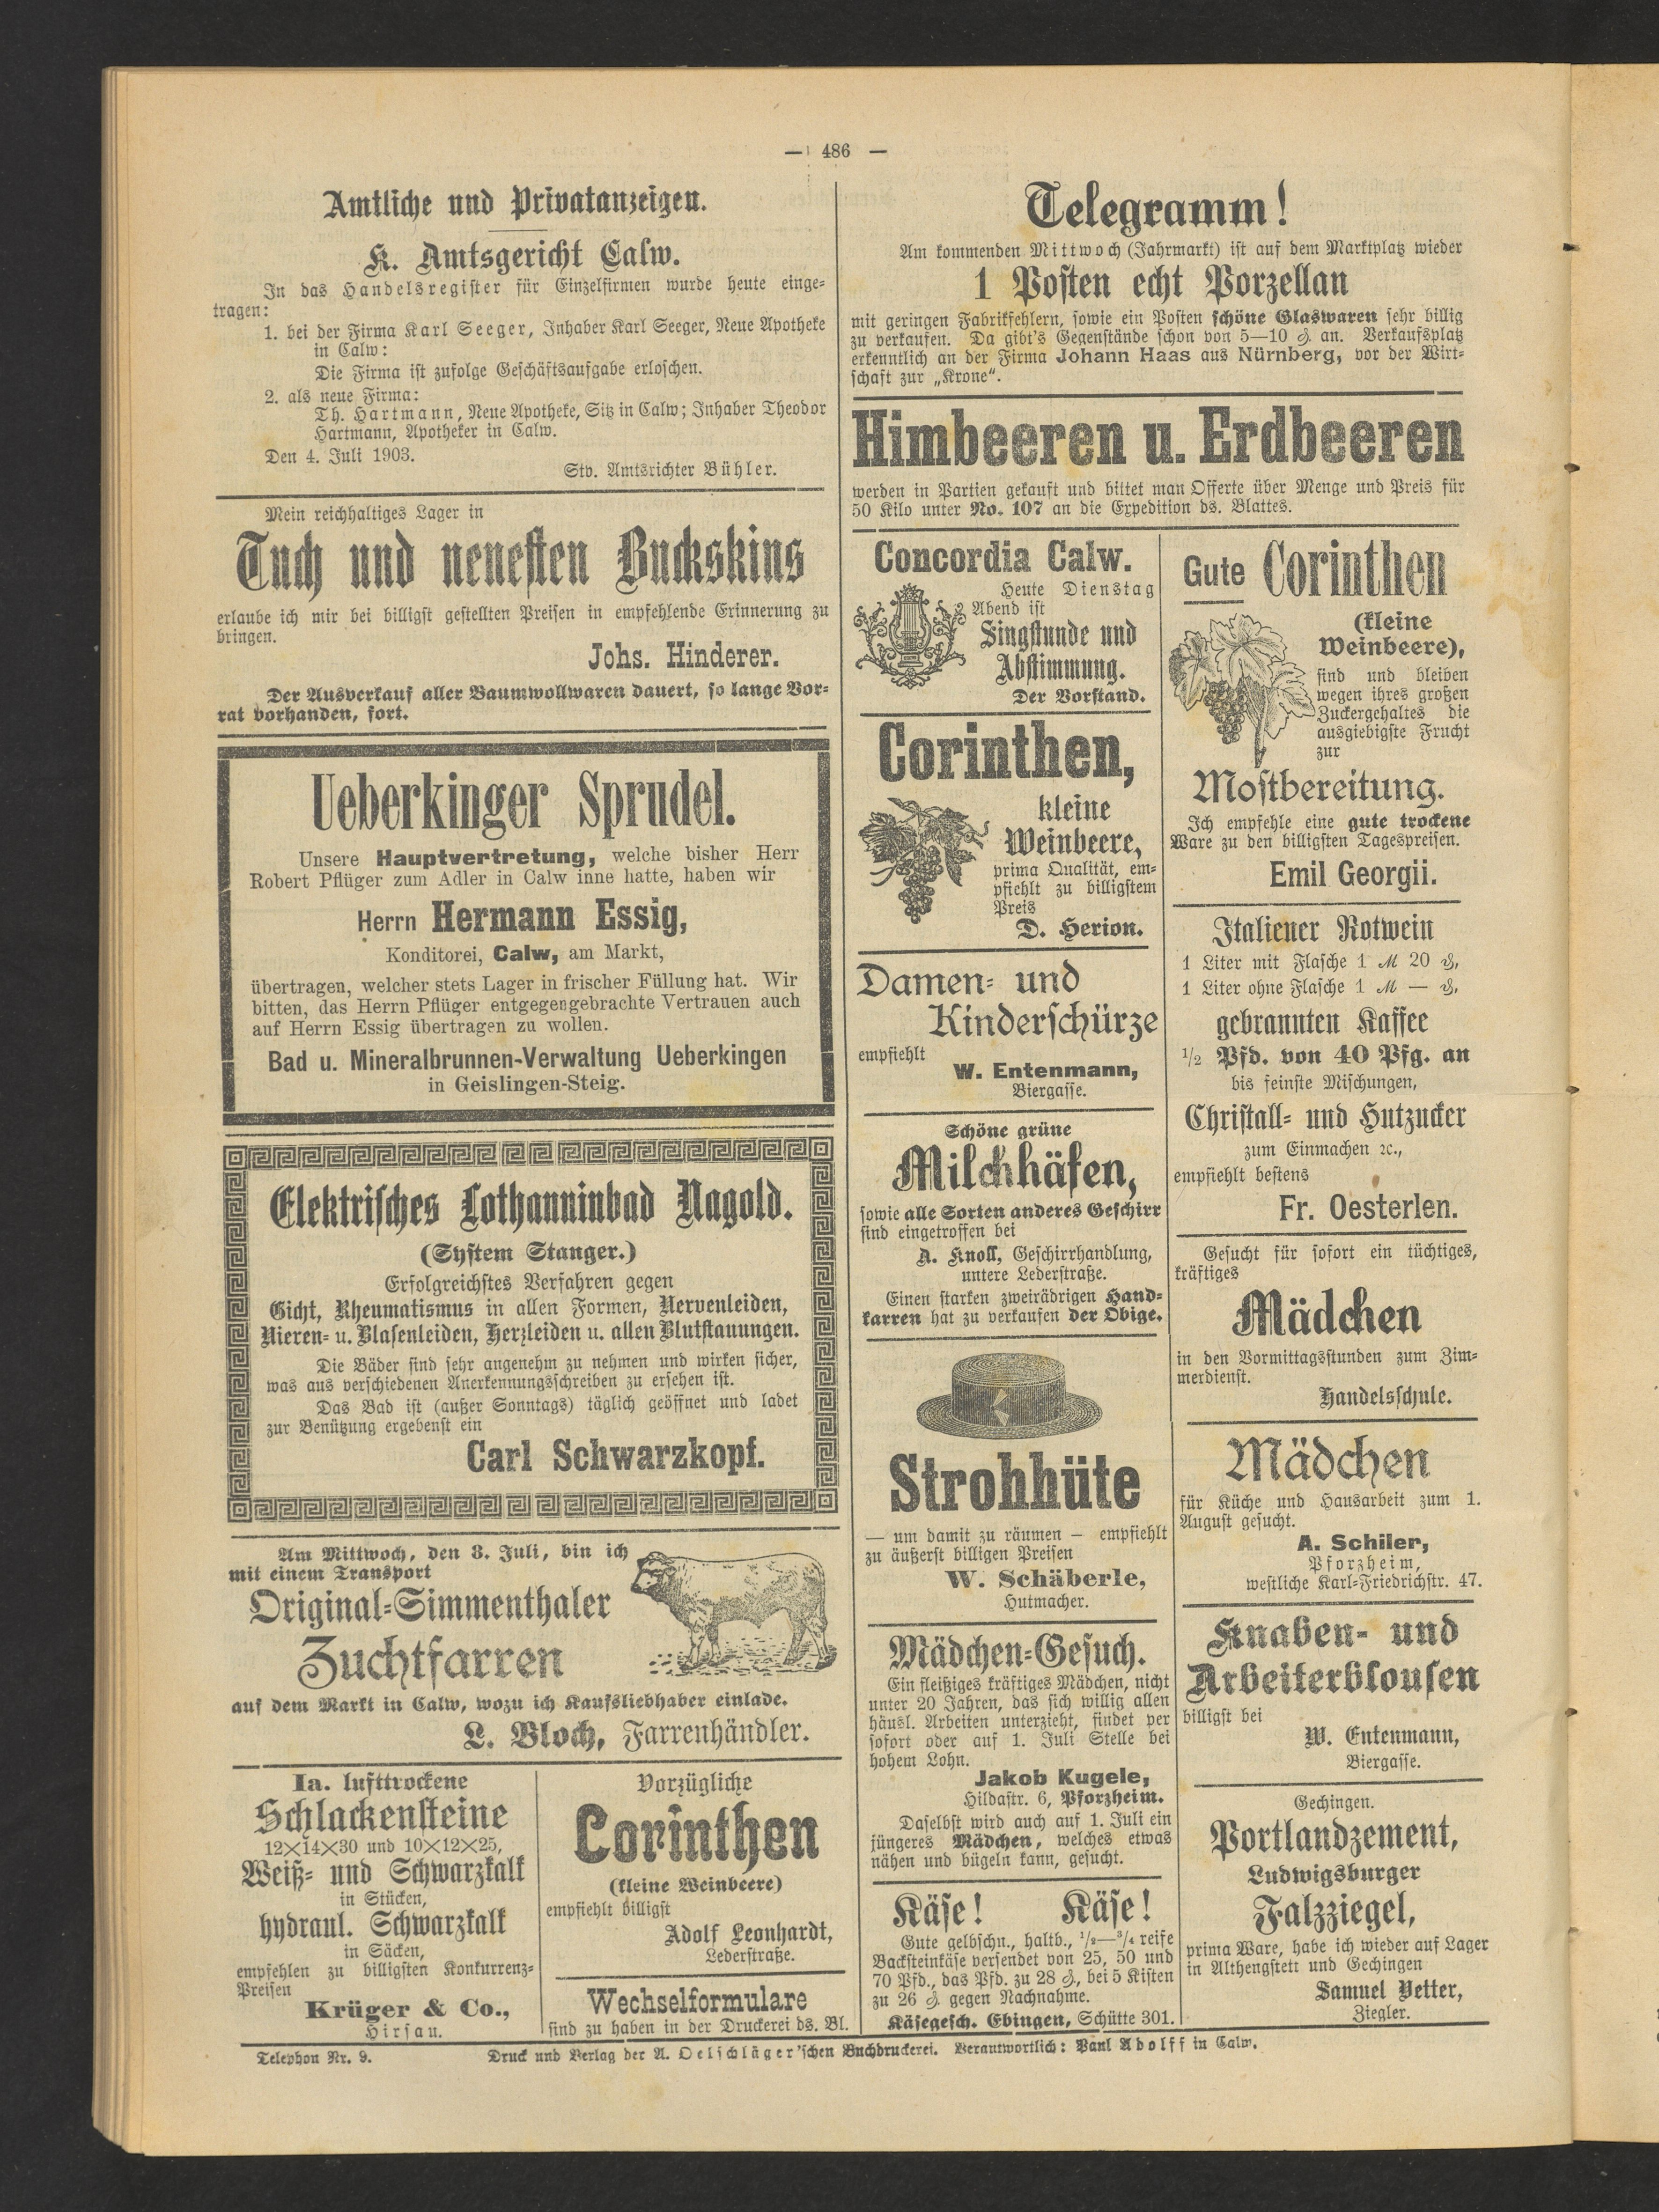 — 486 —
Amtliche und Privatanzeigen.
K. Amtsgericht Calw.
In das Handelsregister für Einzelfirmen wurde heute einge-
tragen:
1. bei der Firma Karl Seeger, Inhaber Karl Seeger, Neue Apotheke
in Calw:
Die Firma ist zufolge Geschäftsaufgabe erloschen.
2. als neue Firma:
Th. Hartmann, Neue Apotheke, Sitz in Calw; Inhaber Theodor
Hartmann, Apotheker in Calw.
Den 4. Juli 1903.
Stv. Amtsrichter Bühler.
Mein reichhaltiges Lager in
Tuch und neuesten Buckskins
erlaube ich mir bei billigst gestellten Preisen in empfehlende Erinnerung zu
bringen.
Johs. Hinderer.
Der Ausverkauf aller Baumwollwaren dauert, so lange Vor-
rat vorhanden, fort.
Ueberkinger Sprudel.
Unsere Hauptvertretung, welche bisher Herr
Robert Pflüger zum Adler in Calw inne hatte, haben wir
Herrn Hermann Essig,
Konditorei, Calw, am Markt,
übertragen, welcher stets Lager in frischer Füllung hat. Wir
bitten, das Herrn Pflüger entgegengebrachte Vertrauen auch
auf Herrn Essig übertragen zu wollen.
Bad u. Mineralbrunnen-Verwaltung Ueberkingen
in Geislingen-Steig.
Elektrisches Lothanninbad Nagold.
(System Stanger.)
Erfolgreichstes Verfahren gegen
Gicht, Rheumatismus in allen Formen, Nervenleiden,
Nieren- u. Blasenleiden, Herzleiden u. allen Blutstauungen.
Die Bäder sind sehr angenehm zu nehmen und wirken sicher,
was aus verschiedenen Anerkennungsschreiben zu ersehen ist.
Das Bad ist (außer Sonntags) täglich geöffnet und ladet
zur Benützung ergebenst ein
Carl Schwarzkopf.
Am Mittwoch, den 8. Juli, bin ich
mit einem Transport
Original-Simmenthaler
Zuchtfarren
auf dem Markt in Calw, wozu ich Kaufsliebhaber einlade.
L. Bloch, Farrenhändler.
Ia. lufttrockene
Schlackensteine
12×14×30 und 10×12×25,
Weiß- und Schwarzkalk
in Stücken,
hydraul. Schwarzkalk
in Säcken,
empfehlen zu billigsten Konkurrenz-
Preisen
Krüger & Co.,
Hirsau.
Vorzügliche
Corinthen
(kleine Weinbeere)
empfiehlt billigst
Adolf Leonhardt,
Lederstraße.
Wechselformulare
sind zu haben in der Druckerei ds. Bl.
Telegramm!
Am kommenden Mittwoch (Jahrmarkt) ist auf dem Marktplatz wieder
1 Posten echt Porzellan
mit geringen Fabrikfehlern, sowie ein Posten schöne Glaswaren sehr billig
zu verkaufen. Da gibt's Gegenstände schon von 5—10 ₰ an. Verkaufsplatz
erkenntlich an der Firma Johann Haas aus Nürnberg, vor der Wirt-
schaft zur „Krone“.
Himbeeren u. Erdbeeren
werden in Partien gekauft und bittet man Offerte über Menge und Preis für
50 Kilo unter No. 107 an die Expedition ds. Blattes.
Concordia Calw.
Heute Dienstag
Abend ist
Singstunde und
Abstimmung.
Der Vorstand.
Corinthen,
kleine
Weinbeere,
prima Qualität, em-
pfiehlt zu billigstem
Preis
D. Herion.
Damen- und
Kinderschürze
empfiehlt
W. Entenmann,
Biergasse.
Schöne grüne
Milchhäfen,
sowie alle Sorten anderes Geschirr
sind eingetroffen bei
A. Knoll, Geschirrhandlung,
untere Lederstraße.
Einen starken zweirädrigen Hand-
karren hat zu verkaufen der Obige.
Strohhüte
— um damit zu räumen — empfiehlt
zu äußerst billigen Preisen
W. Schäberle,
Hutmacher.
Mädchen-Gesuch.
Ein fleißiges kräftiges Mädchen, nicht
unter 20 Jahren, das sich willig allen
häusl. Arbeiten unterzieht, findet per
sofort oder auf 1. Juli Stelle bei
hohem Lohn.
Jakob Kugele,
Hildastr. 6, Pforzheim.
Daselbst wird auch auf 1. Juli ein
jüngeres Mädchen, welches etwas
nähen und bügeln kann, gesucht.
Käse! Käse!
Gute gelbschn., haltb., 1/2—3/4 reife
Backsteinkäse versendet von 25, 50 und
70 Pfd., das Pfd. zu 28 ₰, bei 5 Kisten
zu 26 ₰ gegen Nachnahme.
Käsegesch. Ebingen, Schütte 301.
Gute Corinthen
(kleine
Weinbeere),
sind und bleiben
wegen ihres großen
Zuckergehaltes die
ausgiebigste Frucht
zur
Mostbereitung.
Ich empfehle eine gute trockene
Ware zu den billigsten Tagespreisen.
Emil Georgii.
Italiener Rotwein
1 Liter mit Flasche 1 ℳ 20 ₰,
1 Liter ohne Flasche 1 ℳ — ₰,
gebrannten Kaffee
1/2 Pfd. von 40 Pfg. an
bis feinste Mischungen,
Christall- und Hutzucker
zum Einmachen ꝛc.,
empfiehlt bestens
Fr. Oesterlen.
Gesucht für sofort ein tüchtiges,
kräftiges
Mädchen
in den Vormittagsstunden zum Zim-
merdienst.
Handelsschule.
Mädchen
für Küche und Hausarbeit zum 1.
August gesucht.
A. Schiler,
Pforzheim,
westliche Karl-Friedrichstr. 47.
Knaben- und
Arbeiterblousen
billigst bei
W. Entenmann,
Biergasse.
Gechingen.
Portlandzement,
Ludwigsburger
Falzziegel,
prima Ware, habe ich wieder auf Lager
in Althengstett und Gechingen
Samuel Vetter,
Ziegler.
Telephon Nr. 9. Druck und Verlag der A. Oelschläger'schen Buchdruckerei. Verantwortlich: Paul Adolff in Calw.